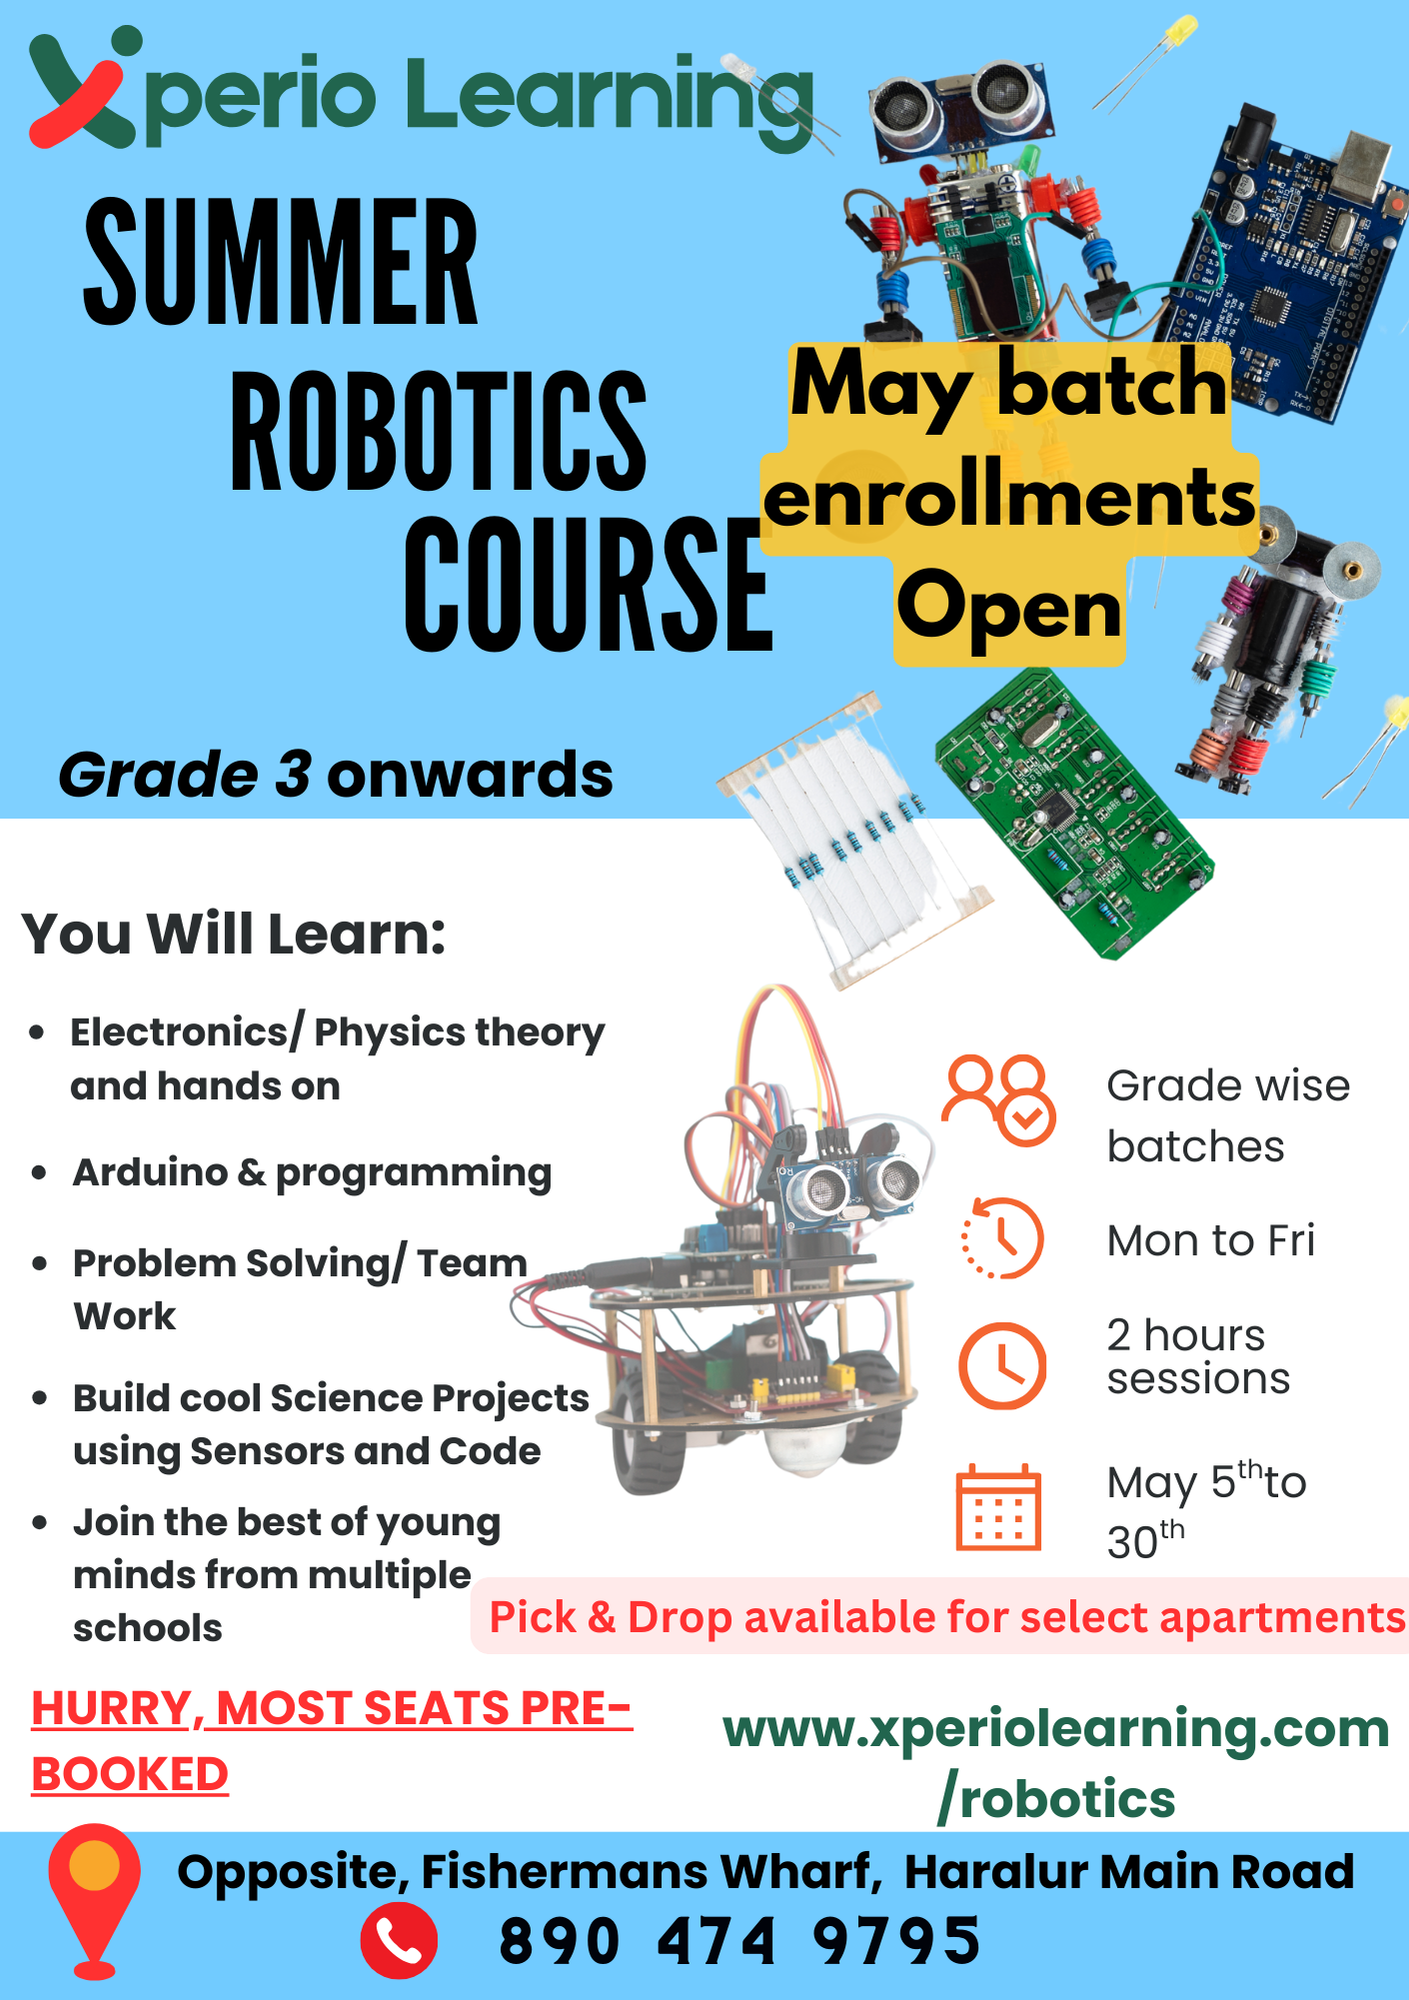 Xperio Learning
SUMMER
ROBOTICS
COURSE
May batch
enrollments
Open
Grade 3 onwards
You Will Learn:
• Electronics/ Physics theory
and hands on
• Arduino & programming
• Problem Solving/ Team
Work
• Build cool Science Projects
using Sensors and Code
• Join the best of young
minds from multiple
schools
Grade wise
batches
Mon to Fri
2 hours
sessions
May 5th to
30th
Pick & Drop available for select apartments
HURRY, MOST SEATS PRE-
BOOKED
www.xperiolearning.com
/robotics
Opposite, Fishermans Wharf, Haralur Main Road
890 474 9795